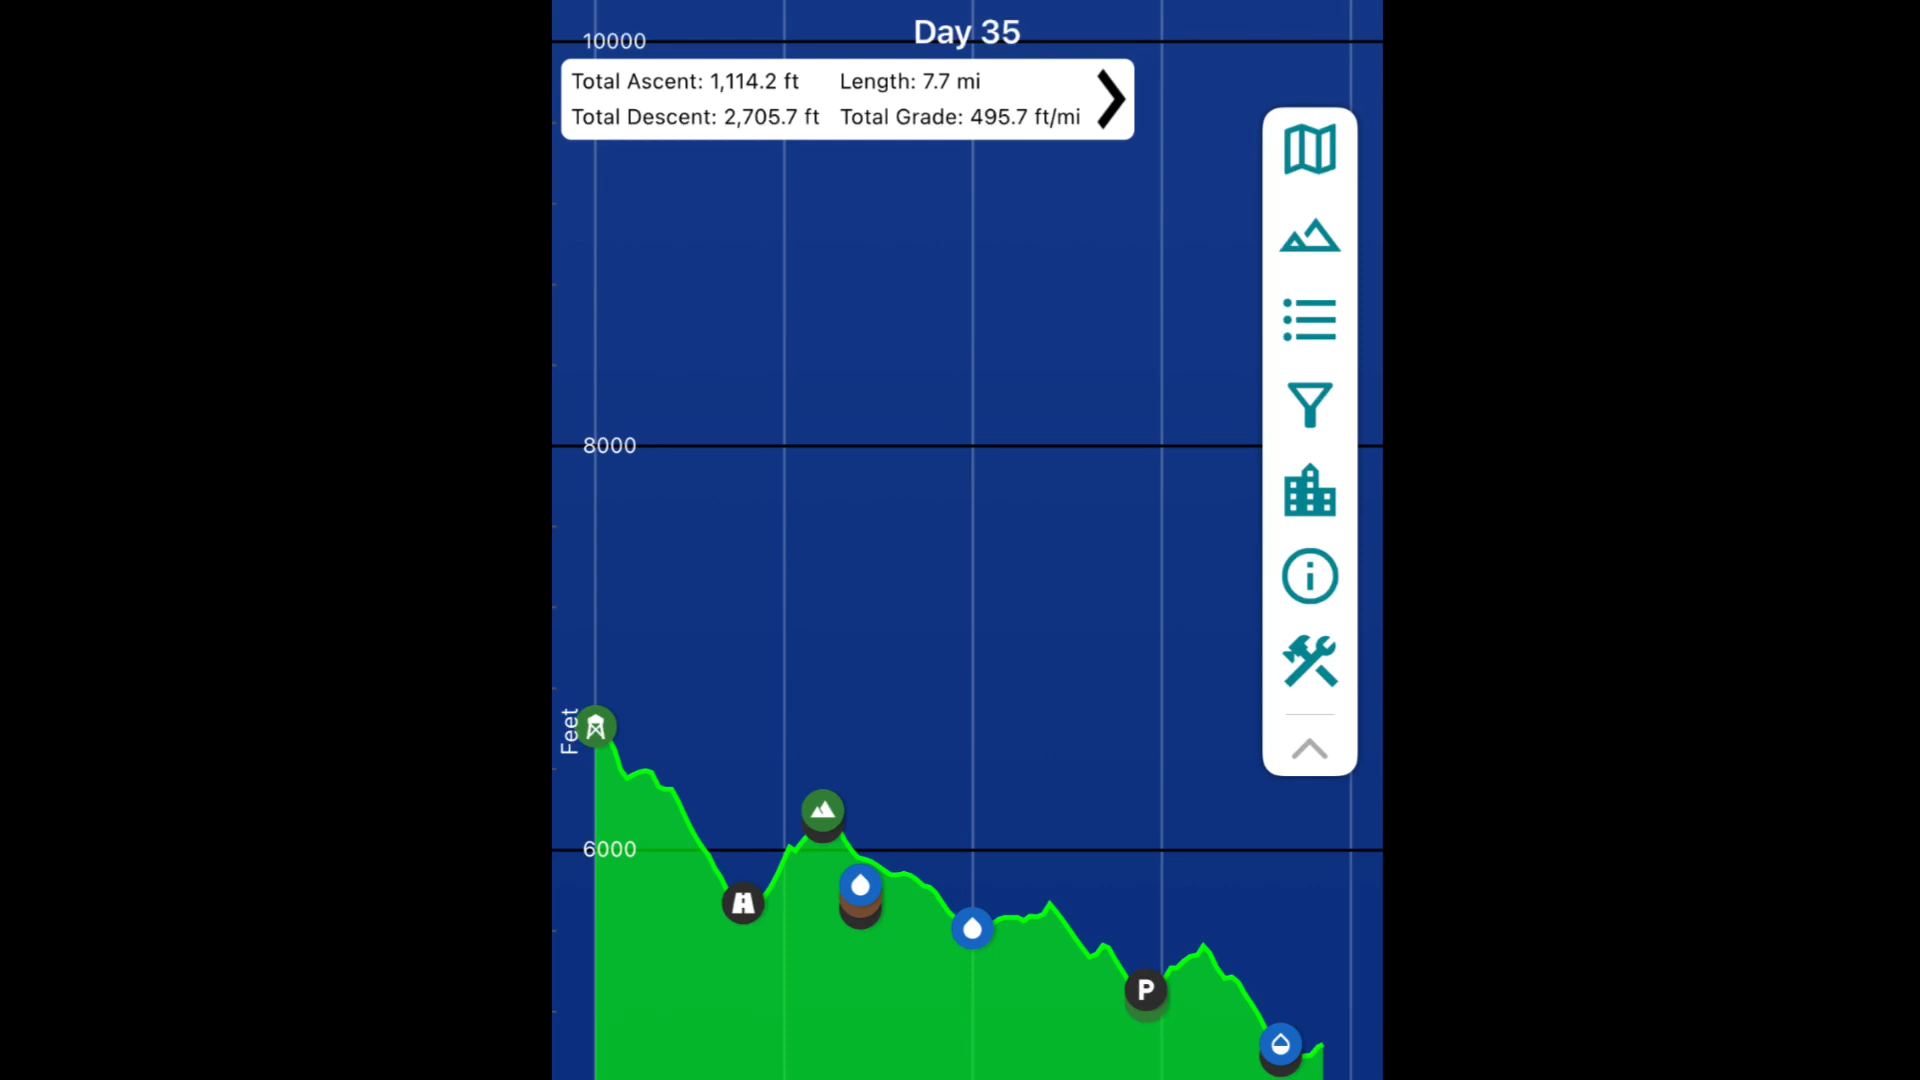 Day 35
10000
Total Ascent: 1,114.2 ft Length: 7.7 mi
Total Descent: 2,705.7 ft Total Grade: 495.7 ft/mi
8000
Feet
6000
P